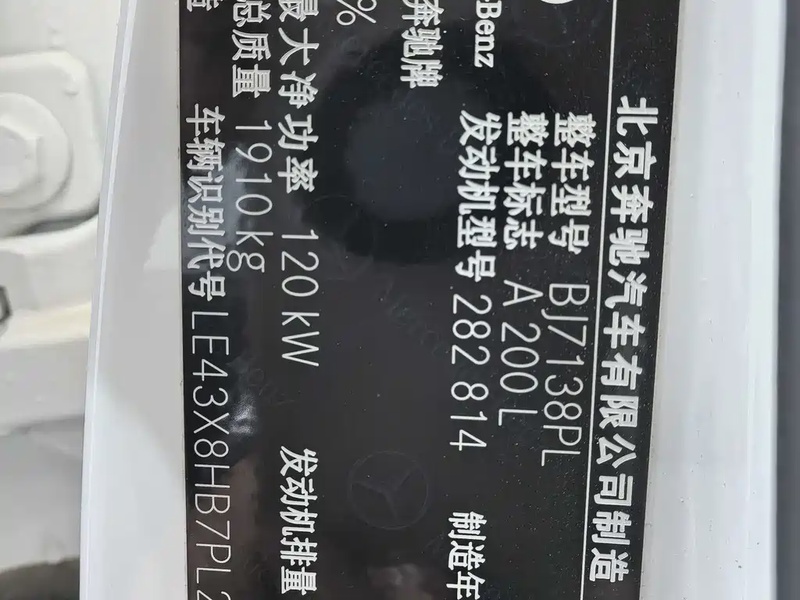 北京奔驰汽车有限公司制造
整车型号 BJ7138PL
整车标志 A 200 L
发动机型号 282 814 制造年
Benz
奔驰牌
%
最大净功率 120 kW 发动机排量
总质量 1910 kg
车辆识别代号 LE43X8HB7PL2